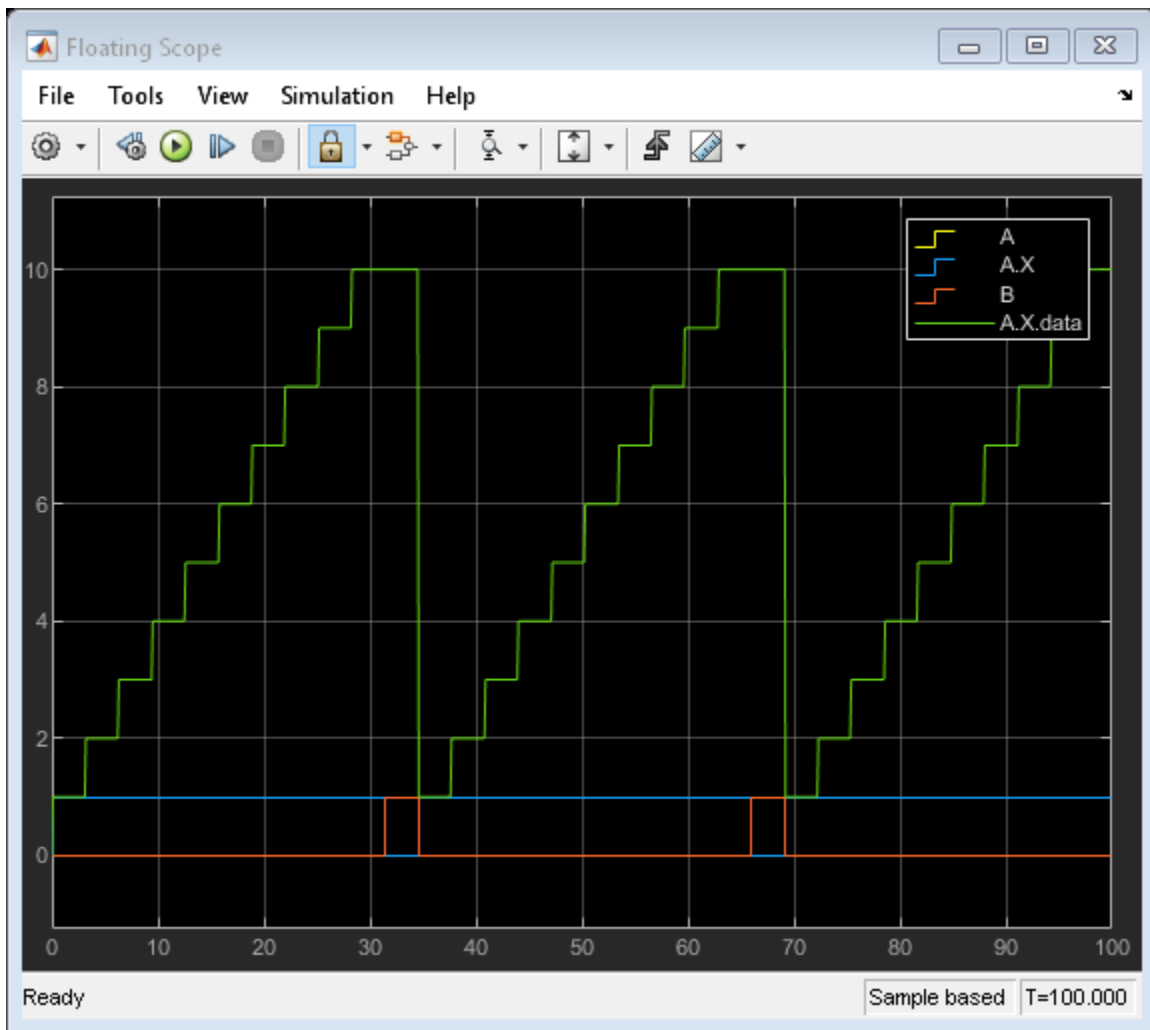 Floating Scope
File Tools View Simulation Help
A
A.X
B
A.X.data
10
8
6
4
2
0
0 10 20 30 40 50 60 70 80 90 100
Ready Sample based T=100.000